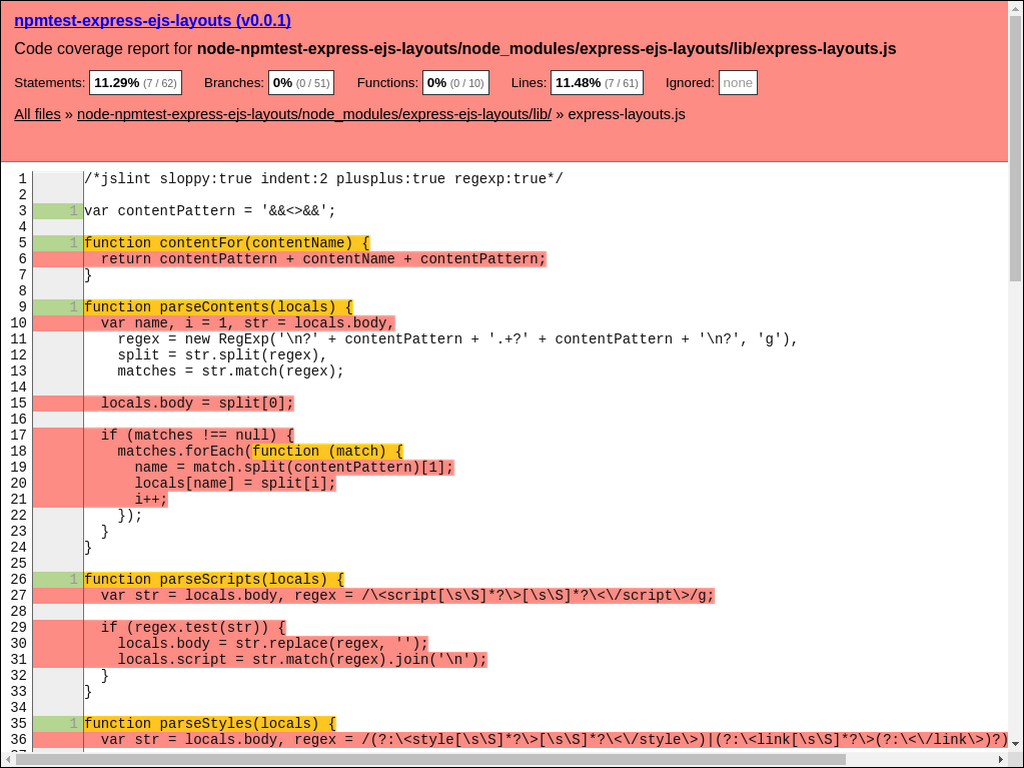 npmtest-express-ejs-layouts (v0.0.1)
Code coverage report for node-npmtest-express-ejs-layouts/node_modules/express-ejs-layouts/lib/express-layouts.js
Statements: 11.29% (7 / 62) Branches: 0% (0 / 51) Functions: 0% (0 / 10) Lines: 11.48% (7 / 61) Ignored: none
All files » node-npmtest-express-ejs-layouts/node_modules/express-ejs-layouts/lib/ » express-layouts.js
1 /*jslint sloppy:true indent:2 plusplus:true regexp:true*/
2
3 1 var contentPattern = '&&<>&&';
4
5 1 function contentFor(contentName) {
6 return contentPattern + contentName + contentPattern;
7 }
8
9 1 function parseContents(locals) {
10 var name, i = 1, str = locals.body,
11 regex = new RegExp('\n?' + contentPattern + '.+?' + contentPattern + '\n?', 'g'),
12 split = str.split(regex),
13 matches = str.match(regex);
14
15 locals.body = split[0];
16
17 if (matches !== null) {
18 matches.forEach(function (match) {
19 name = match.split(contentPattern)[1];
20 locals[name] = split[i];
21 i++;
22 });
23 }
24 }
25
26 1 function parseScripts(locals) {
27 var str = locals.body, regex = /\<script[\s\S]*?\>[\s\S]*?\<\/script\>/g;
28
29 if (regex.test(str)) {
30 locals.body = str.replace(regex, '');
31 locals.script = str.match(regex).join('\n');
32 }
33 }
34
35 1 function parseStyles(locals) {
36 var str = locals.body, regex = /(?:\<style[\s\S]*?\>[\s\S]*?\<\/style\>)|(?:\<link[\s\S]*?\>(?:\<\/link\>)?)